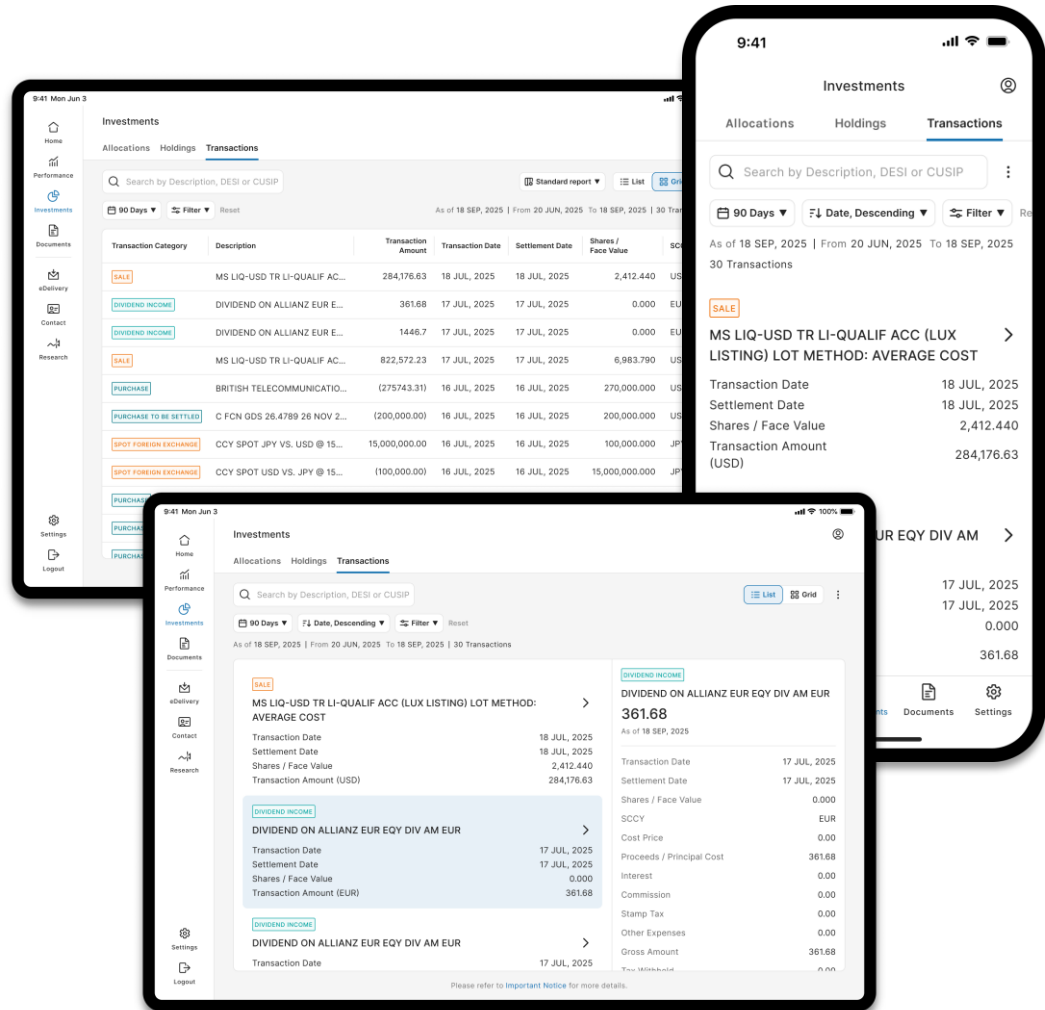 9:41 Mon Jun 3
Home
Performance
Investments
Documents
eDelivery
Contact
Research
Settings
Logout
Investments
Allocations Holdings Transactions
Search by Description, DESI or CUSIP
Standard report ▼ List
90 Days ▼ Filter ▼ Reset
As of 18 SEP, 2025 | From 20 JUN, 2025 To 18 SEP, 2025 | 30
Transaction Category Description Transaction Amount Transaction Date Settlement Date Shares / Face Value
SALE MS LIQ-USD TR LI-QUALIF AC... 284,176.63 18 JUL, 2025 18 JUL, 2025 2,412.440 US
DIVIDEND INCOME DIVIDEND ON ALLIANZ EUR E... 361.68 17 JUL, 2025 17 JUL, 2025 0.000 EU
DIVIDEND INCOME DIVIDEND ON ALLIANZ EUR E... 1446.7 17 JUL, 2025 17 JUL, 2025 0.000 EU
SALE MS LIQ-USD TR LI-QUALIF AC... 822,572.23 17 JUL, 2025 17 JUL, 2025 6,983.790 US
PURCHASE BRITISH TELECOMMUNICATIO... (275743.31) 16 JUL, 2025 16 JUL, 2025 270,000.000 US
PURCHASE TO BE SETTLED C FCN GDS 26.4789 26 NOV 2... (200,000.00) 16 JUL, 2025 16 JUL, 2025 200,000.000 US
SPOT FOREIGN EXCHANGE CCY SPOT JPY VS. USD @ 15... 15,000,000.00 16 JUL, 2025 16 JUL, 2025 100,000.000 JP
SPOT FOREIGN EXCHANGE CCY SPOT USD VS. JPY @ 15... (100,000.00) 16 JUL, 2025 16 JUL, 2025 15,000,000.000 JP
PURCHASE
PURCHA
PURCHA
9:41
Investments
Allocations Holdings Transactions
Search by Description, DESI or CUSIP
90 Days ▼ Date, Descending ▼ Filter ▼ Re
As of 18 SEP, 2025 | From 20 JUN, 2025 To 18 SEP, 2025
30 Transactions
SALE
MS LIQ-USD TR LI-QUALIF ACC (LUX
LISTING) LOT METHOD: AVERAGE COST
Transaction Date 18 JUL, 2025
Settlement Date 18 JUL, 2025
Shares / Face Value 2,412.440
Transaction Amount
(USD) 284,176.63
UR EQY DIV AM
17 JUL, 2025
17 JUL, 2025
0.000
361.68
nts Documents Settings
9:41 Mon Jun 3 100%
Home
Performance
Investments
Documents
eDelivery
Contact
Research
Settings
Logout
Investments
Allocations Holdings Transactions
Search by Description, DESI or CUSIP
List Grid
90 Days ▼ Date, Descending ▼ Filter ▼ Reset
As of 18 SEP, 2025 | From 20 JUN, 2025 To 18 SEP, 2025 | 30 Transactions
SALE
MS LIQ-USD TR LI-QUALIF ACC (LUX LISTING) LOT METHOD:
AVERAGE COST
Transaction Date 18 JUL, 2025
Settlement Date 18 JUL, 2025
Shares / Face Value 2,412.440
Transaction Amount (USD) 284,176.63
DIVIDEND INCOME
DIVIDEND ON ALLIANZ EUR EQY DIV AM EUR
Transaction Date 17 JUL, 2025
Settlement Date 17 JUL, 2025
Shares / Face Value 0.000
Transaction Amount (EUR) 361.68
DIVIDEND INCOME
DIVIDEND ON ALLIANZ EUR EQY DIV AM EUR
Transaction Date 17 JUL, 2025
DIVIDEND INCOME
DIVIDEND ON ALLIANZ EUR EQY DIV AM EUR
361.68
As of 18 SEP, 2025
Transaction Date 17 JUL, 2025
Settlement Date 17 JUL, 2025
Shares / Face Value 0.000
SCCY EUR
Cost Price 0.00
Proceeds / Principal Cost 361.68
Interest 0.00
Commission 0.00
Stamp Tax 0.00
Other Expenses 0.00
Gross Amount 361.68
Tax Withheld 0.00
Please refer to Important Notice for more details.